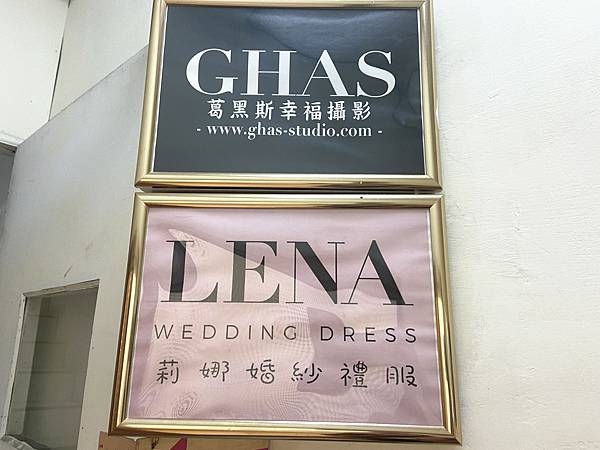 GHAS
葛黑斯幸福攝影
- www.ghas-studio.com -
LENA
WEDDING DRESS
莉娜婚紗禮服